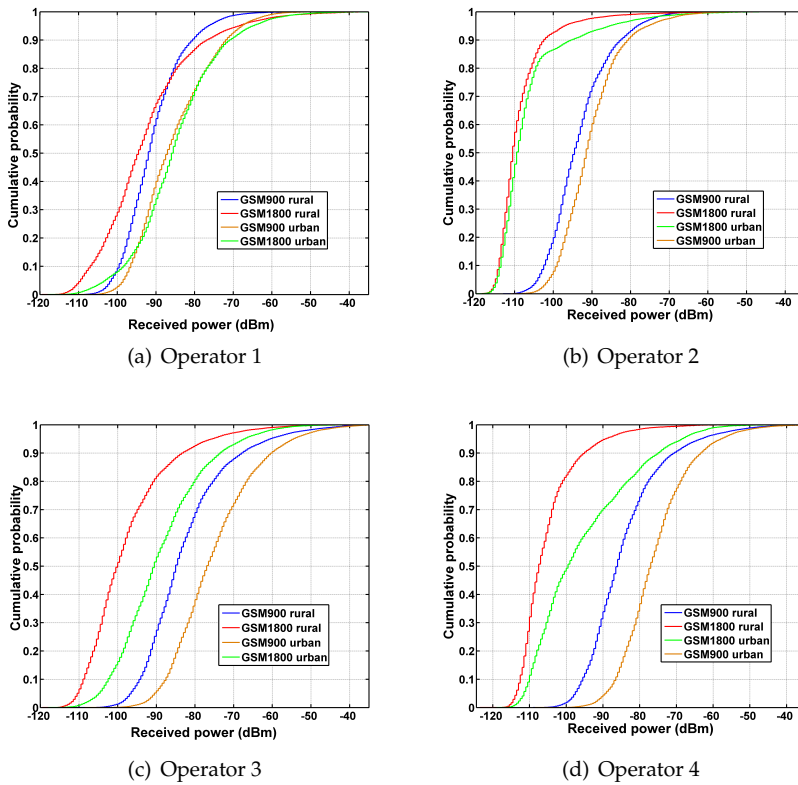 Cumulative probability
1
0.9
0.8
0.7
0.6
0.5
0.4
0.3
0.2
0.1
0
-120 -110 -100 -90 -80 -70 -60 -50 -40
Received power (dBm)
GSM900 rural
GSM1800 rural
GSM900 urban
GSM1800 urban
(a) Operator 1
Cumulative probability
1
0.9
0.8
0.7
0.6
0.5
0.4
0.3
0.2
0.1
0
-120 -110 -100 -90 -80 -70 -60 -50 -40
Received power (dBm)
GSM900 rural
GSM1800 rural
GSM1800 urban
GSM900 urban
(b) Operator 2
Cumulative probability
1
0.9
0.8
0.7
0.6
0.5
0.4
0.3
0.2
0.1
0
-120 -110 -100 -90 -80 -70 -60 -50 -40
Received power (dBm)
GSM900 rural
GSM1800 rural
GSM900 urban
GSM1800 urban
(c) Operator 3
Cumulative probability
1
0.9
0.8
0.7
0.6
0.5
0.4
0.3
0.2
0.1
0
-120 -110 -100 -90 -80 -70 -60 -50 -40
Received power (dBm)
GSM900 rural
GSM1800 rural
GSM1800 urban
GSM900 urban
(d) Operator 4